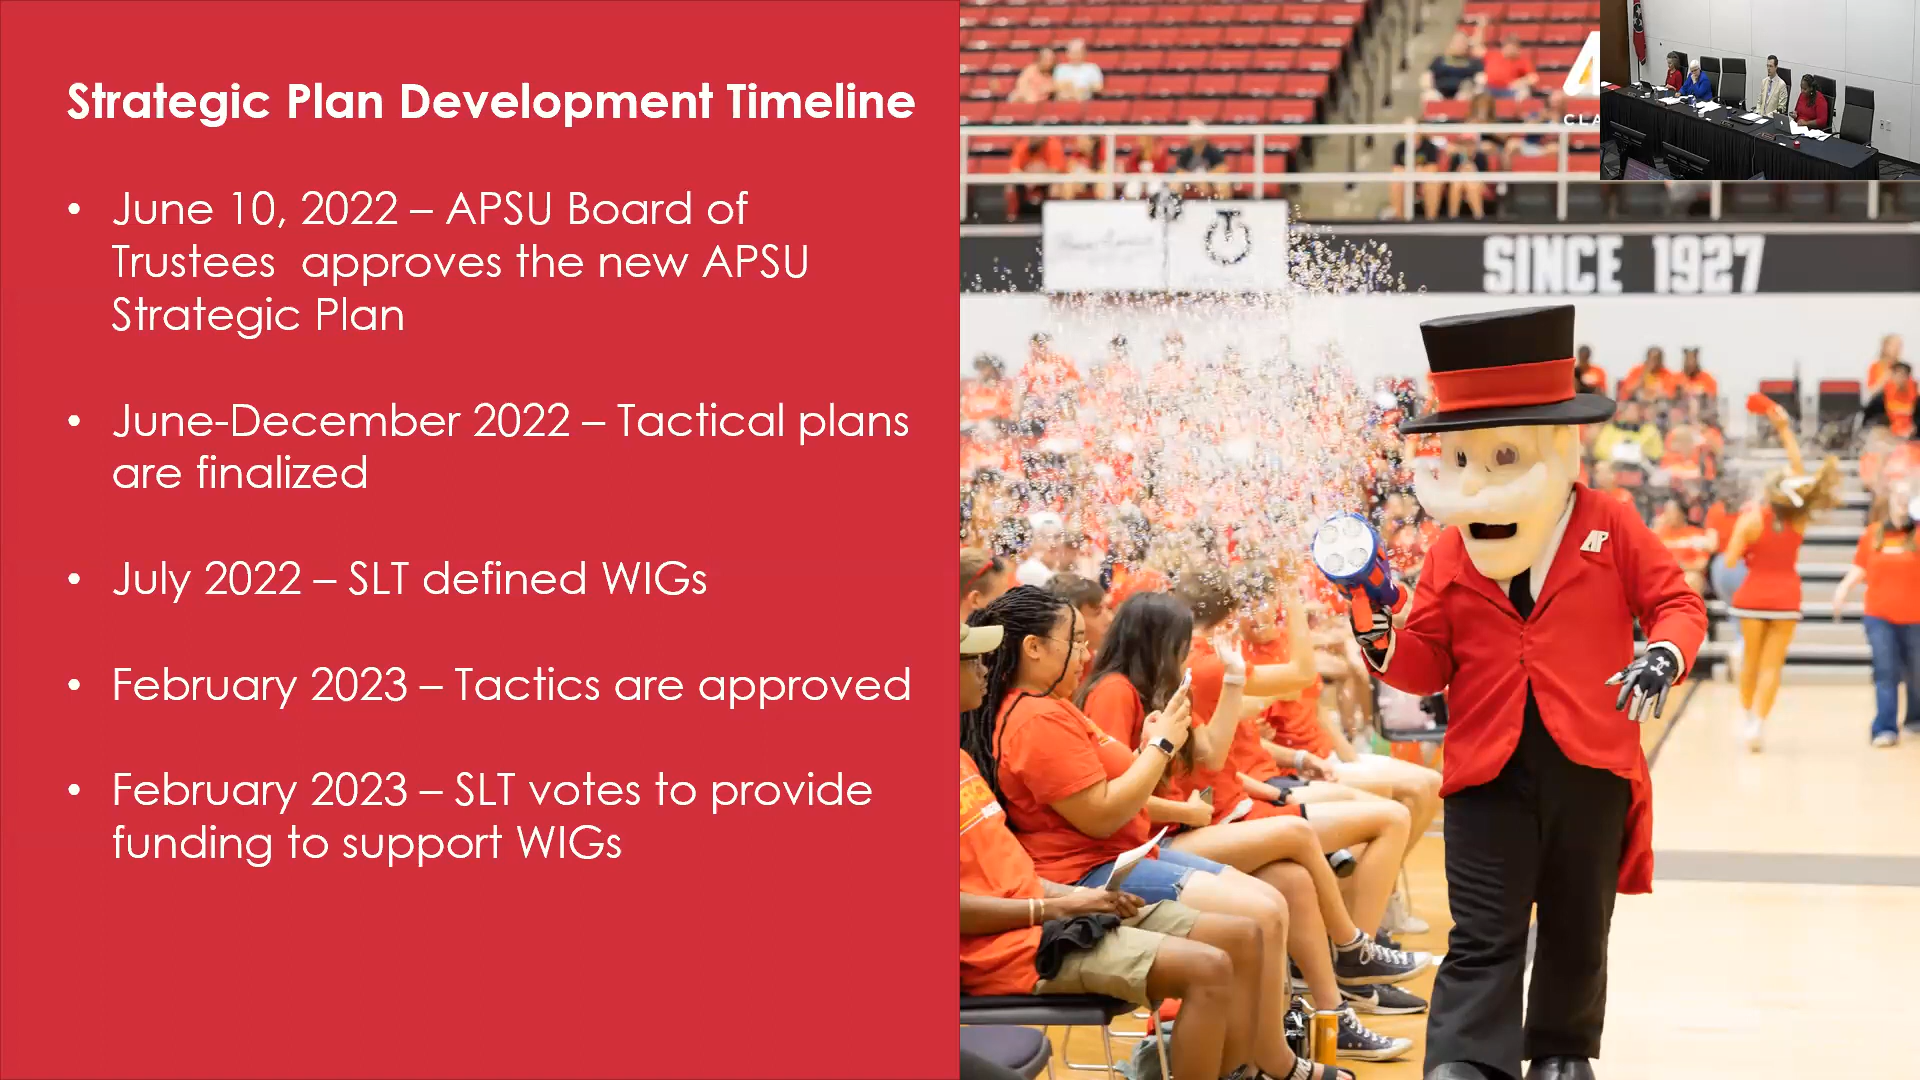 Strategic Plan Development Timeline
• June 10, 2022 – APSU Board of
Trustees approves the new APSU
Strategic Plan
• June-December 2022 – Tactical plans
are finalized
• July 2022 – SLT defined WIGs
• February 2023 – Tactics are approved
• February 2023 – SLT votes to provide
funding to support WIGs
CLA
SINCE 1927
AP